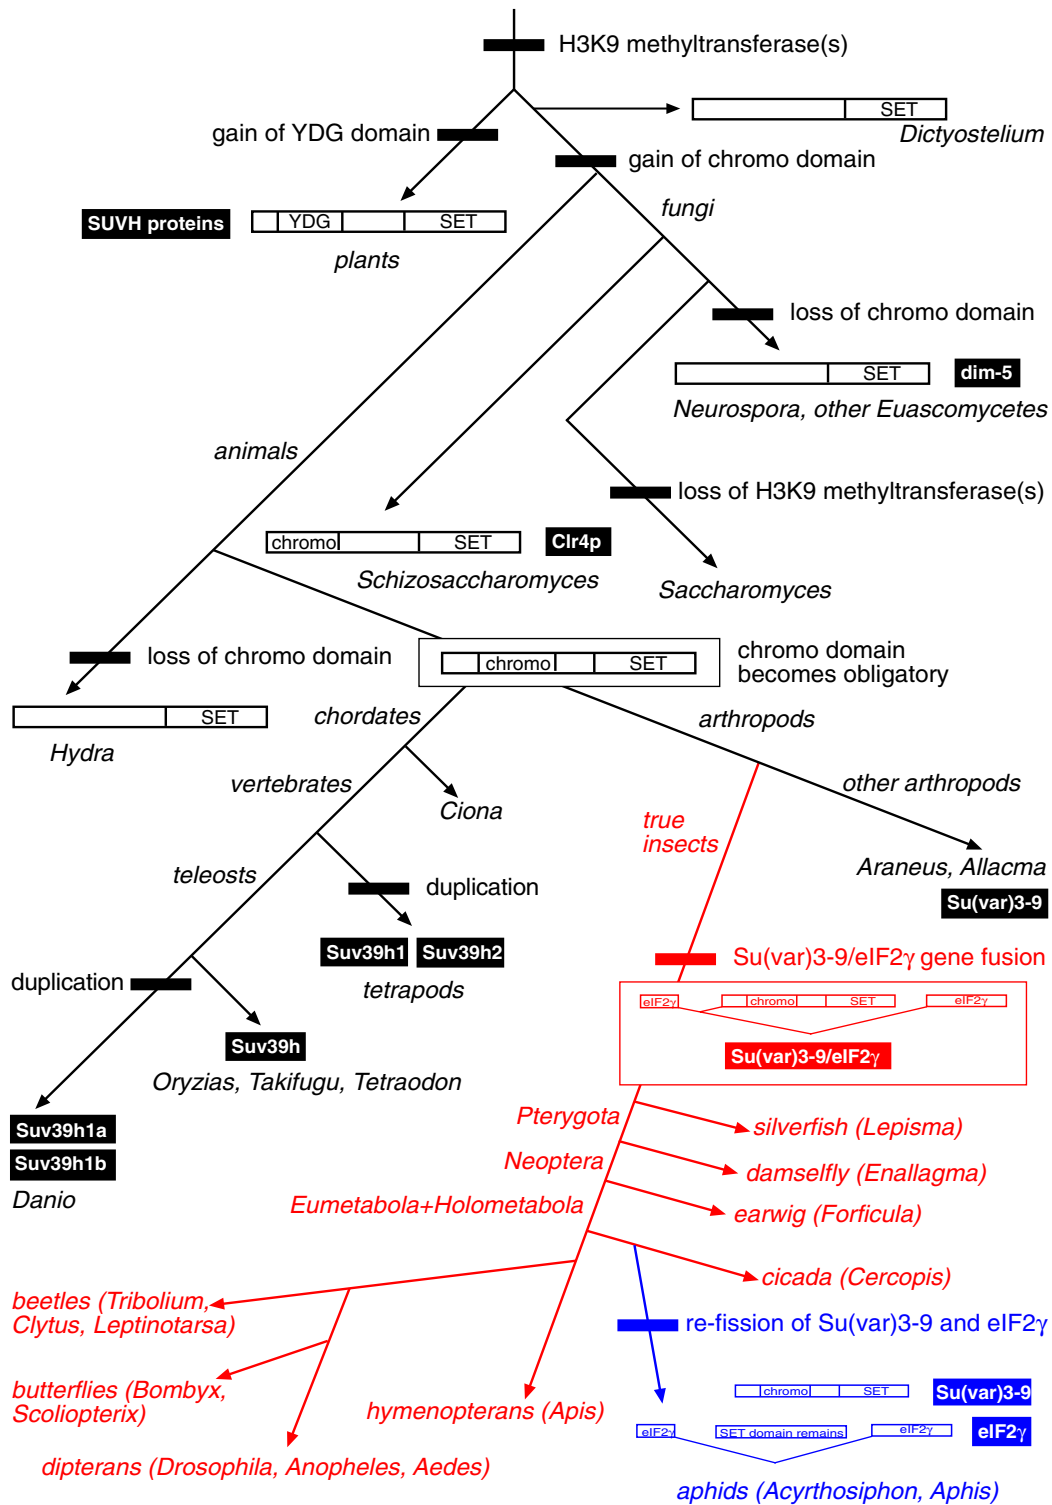 H3K9 methyltransferase(s)
SET
Dictyostelium
gain of YDG domain
gain of chromo domain
SUVH proteins
YDG
SET
plants
fungi
loss of chromo domain
SET
dim-5
Neurospora, other Euascomycetes
animals
loss of H3K9 methyltransferase(s)
chromo
SET
Clr4p
Schizosaccharomyces
Saccharomyces
loss of chromo domain
chromo
SET
chromo domain
becomes obligatory
SET
Hydra
chordates
arthropods
vertebrates
Ciona
other arthropods
true
insects
teleosts
duplication
Araneus, Allacma
Su(var)3-9
Suv39h1
Suv39h2
tetrapods
duplication
Su(var)3-9/eIF2γ gene fusion
eIF2γ
chromo
SET
eIF2γ
Su(var)3-9/eIF2γ
Suv39h
Oryzias, Takifugu, Tetraodon
Suv39h1a
Suv39h1b
Danio
Pterygota
silverfish (Lepisma)
Neoptera
damselfly (Enallagma)
Eumetabola+Holometabola
earwig (Forficula)
cicada (Cercopis)
beetles (Tribolium,
Clytus, Leptinotarsa)
re-fission of Su(var)3-9 and eIF2γ
butterflies (Bombyx,
Scoliopterix)
hymenopterans (Apis)
chromo
SET
Su(var)3-9
eIF2γ
SET domain remains
eIF2γ
eIF2γ
dipterans (Drosophila, Anopheles, Aedes)
aphids (Acyrthosiphon, Aphis)